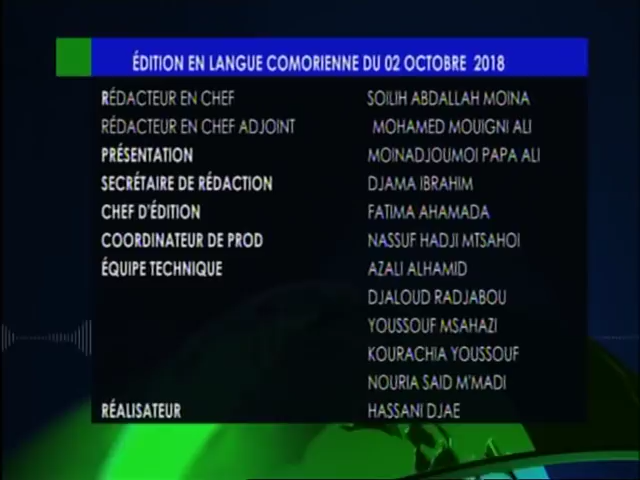 ÉDITION EN LANGUE COMORIENNE DU 02 OCTOBRE 2018
RÉDACTEUR EN CHEF SOILIH ABDALLAH MOINA
RÉDACTEUR EN CHEF ADJOINT MOHAMED MOUIGNI ALI
PRÉSENTATION MOINADJOUMOI PAPA ALI
SECRÉTAIRE DE RÉDACTION DJAMA IBRAHIM
CHEF D'ÉDITION FATIMA AHAMADA
COORDINATEUR DE PROD NASSUF HADJI MTSAHOI
ÉQUIPE TECHNIQUE AZALI ALHAMID
DJALOUD RADJABOU
YOUSSOUF MSAHAZI
KOURACHIA YOUSSOUF
NOURIA SAID M'MADI
RÉALISATEUR HASSANI DJAE